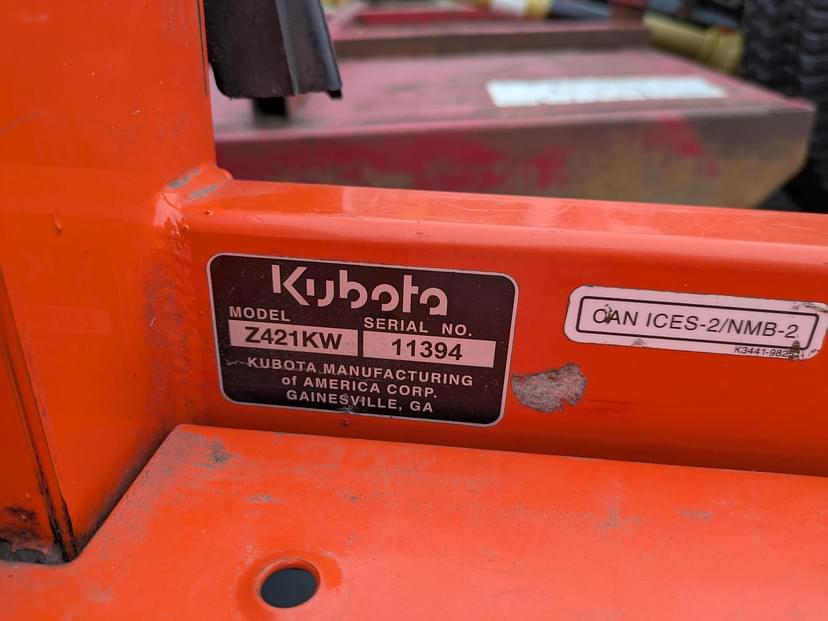 Kubota
MODEL SERIAL NO.
Z421KW 11394
KUBOTA MANUFACTURING
of AMERICA CORP.
GAINESVILLE, GA
CAN ICES-2/NMB-2